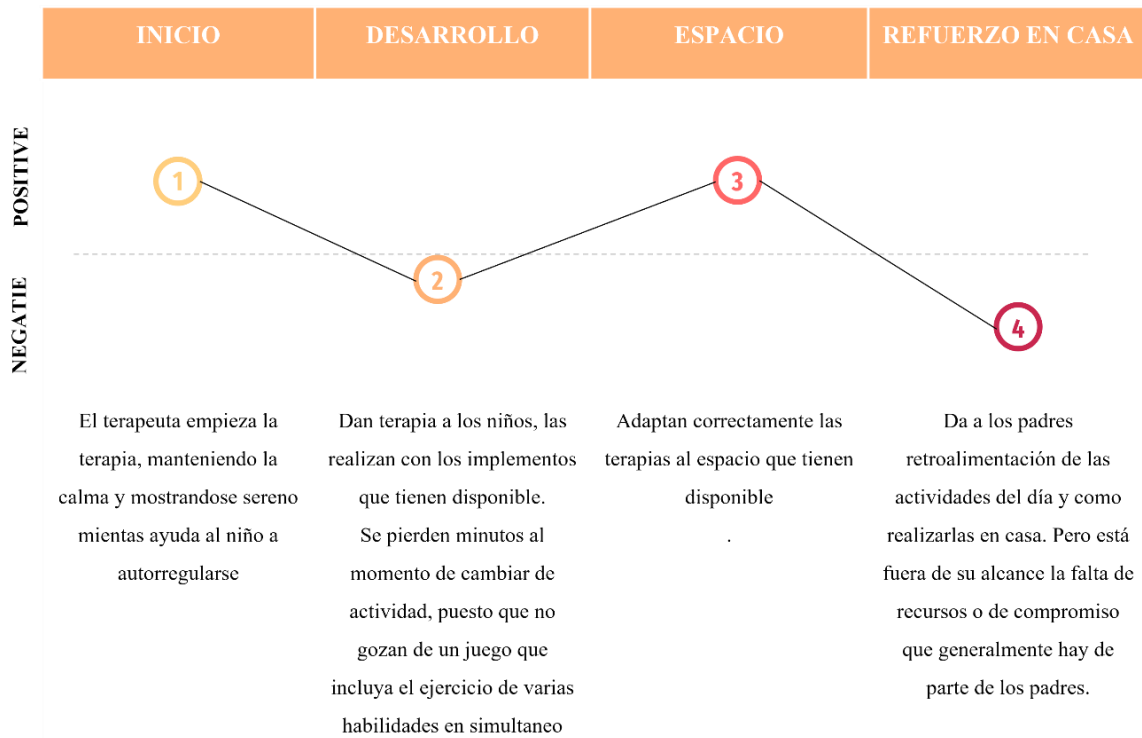 INICIO
DESARROLLO
ESPACIO
REFUERZO EN CASA
POSITIVE
NEGATIE
1
2
3
4
El terapeuta empieza la
terapia, manteniendo la
calma y mostrandose sereno
mientas ayuda al niño a
autorregularse
Dan terapia a los niños, las
realizan con los implementos
que tienen disponible.
Se pierden minutos al
momento de cambiar de
actividad, puesto que no
gozan de un juego que
incluya el ejercicio de varias
habilidades en simultaneo
Adaptan correctamente las
terapias al espacio que tienen
disponible
.
Da a los padres
retroalimentación de las
actividades del día y como
realizarlas en casa. Pero está
fuera de su alcance la falta de
recursos o de compromiso
que generalmente hay de
parte de los padres.